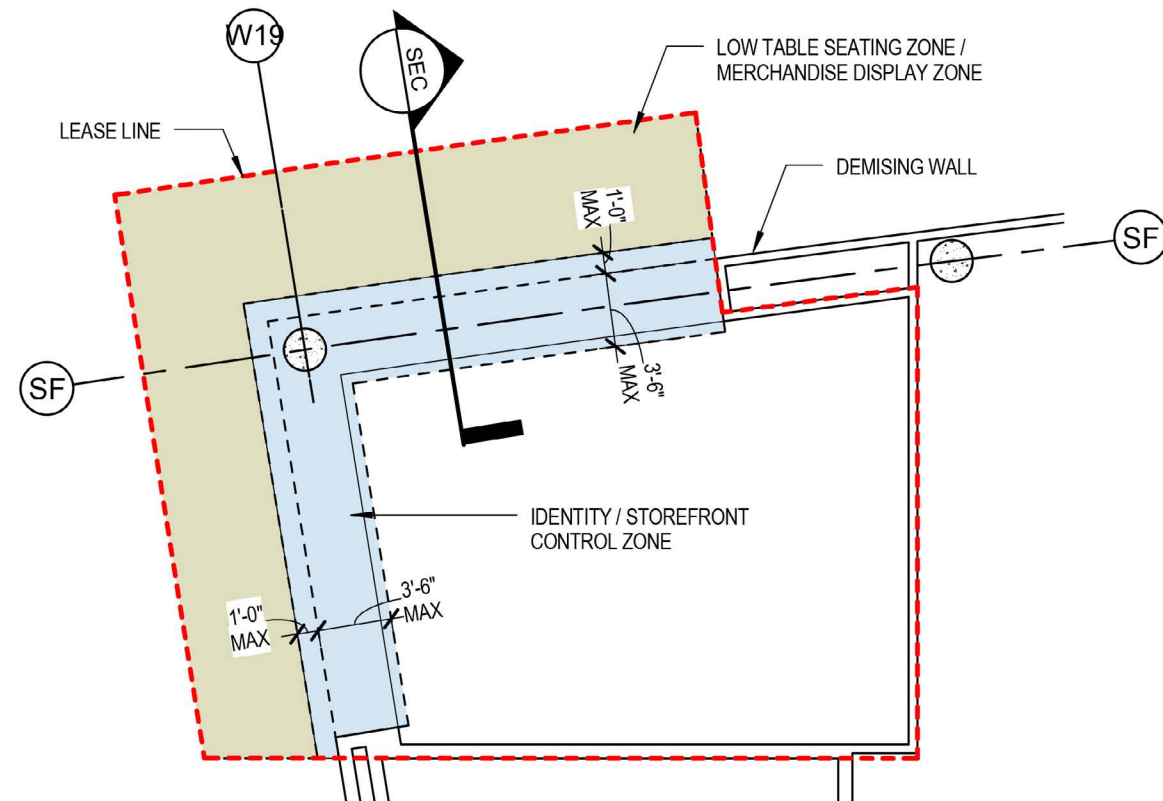 W19
SEC
LOW TABLE SEATING ZONE /
MERCHANDISE DISPLAY ZONE
LEASE LINE
DEMISING WALL
1'-0"
MAX
SF
SF
3'-6"
MAX
IDENTITY / STOREFRONT
CONTROL ZONE
3'-6"
MAX
1'-0"
MAX